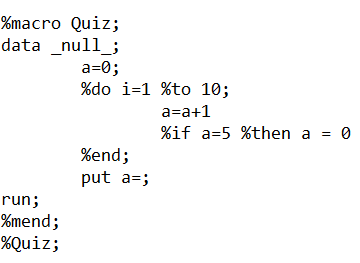 %macro Quiz;
data _null_;
a=0;
%do i=1 %to 10;
a=a+1
%if a=5 %then a = 0
%end;
put a=;
run;
%mend;
%Quiz;